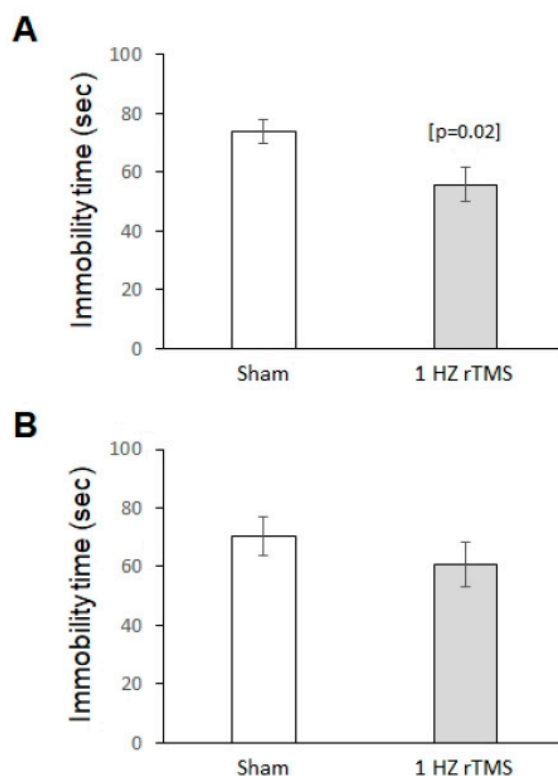 A
Immobility time (sec)
100
80
60
40
20
0
[p=0.02]
Sham
1 HZ rTMS
B
Immobility time (sec)
100
80
60
40
20
0
Sham
1 HZ rTMS